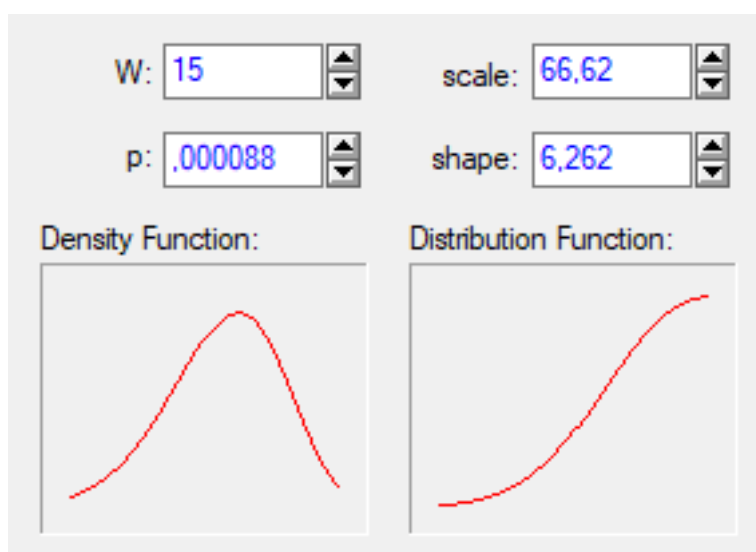 W: 15 scale: 66,62
p: ,000088 shape: 6,262
Density Function: Distribution Function: